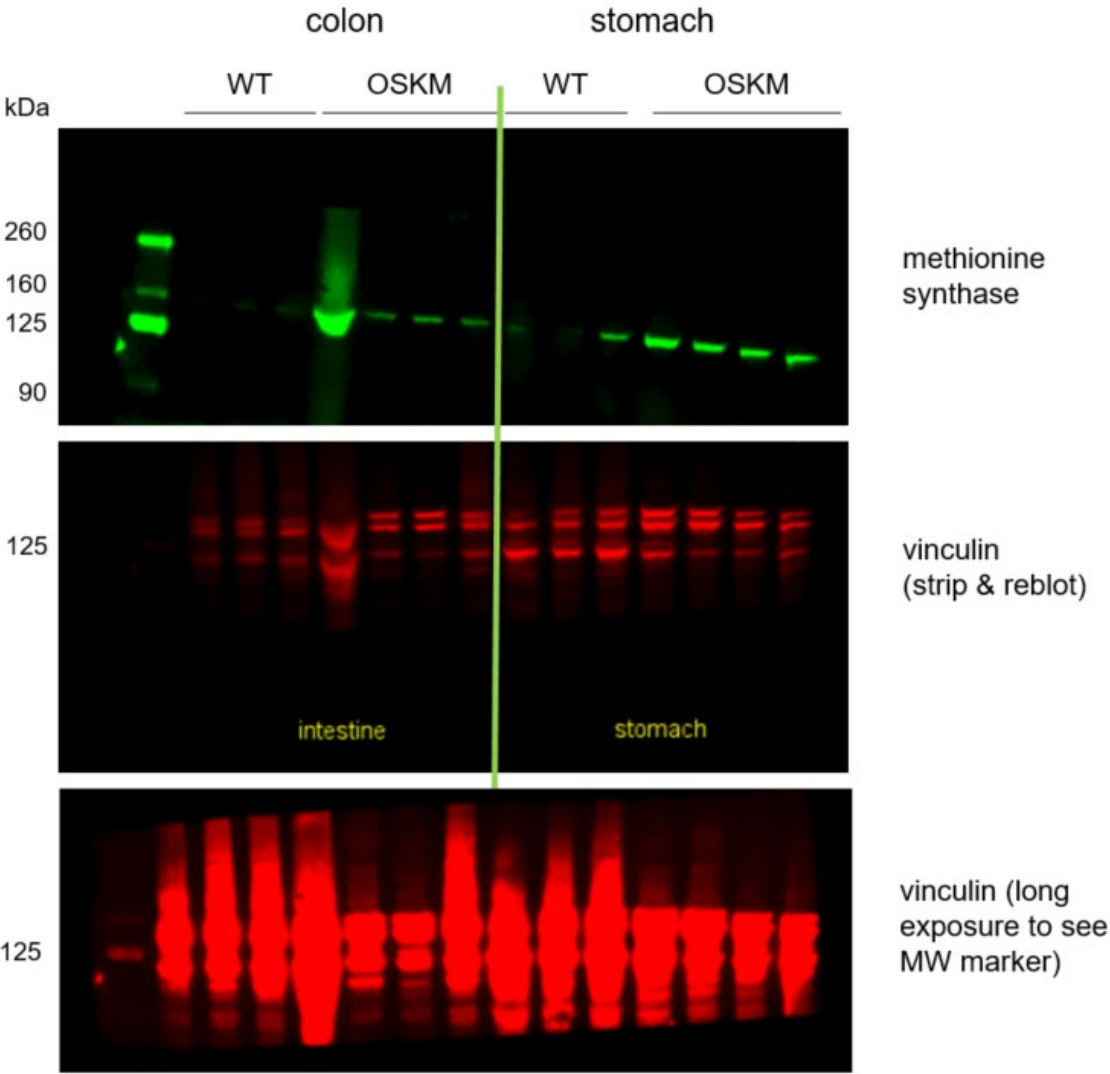 colon stomach
WT OSKM WT OSKM
kDa
260
160
125
90
methionine
synthase
125
vinculin
(strip & reblot)
intestine stomach
125
vinculin (long
exposure to see
MW marker)